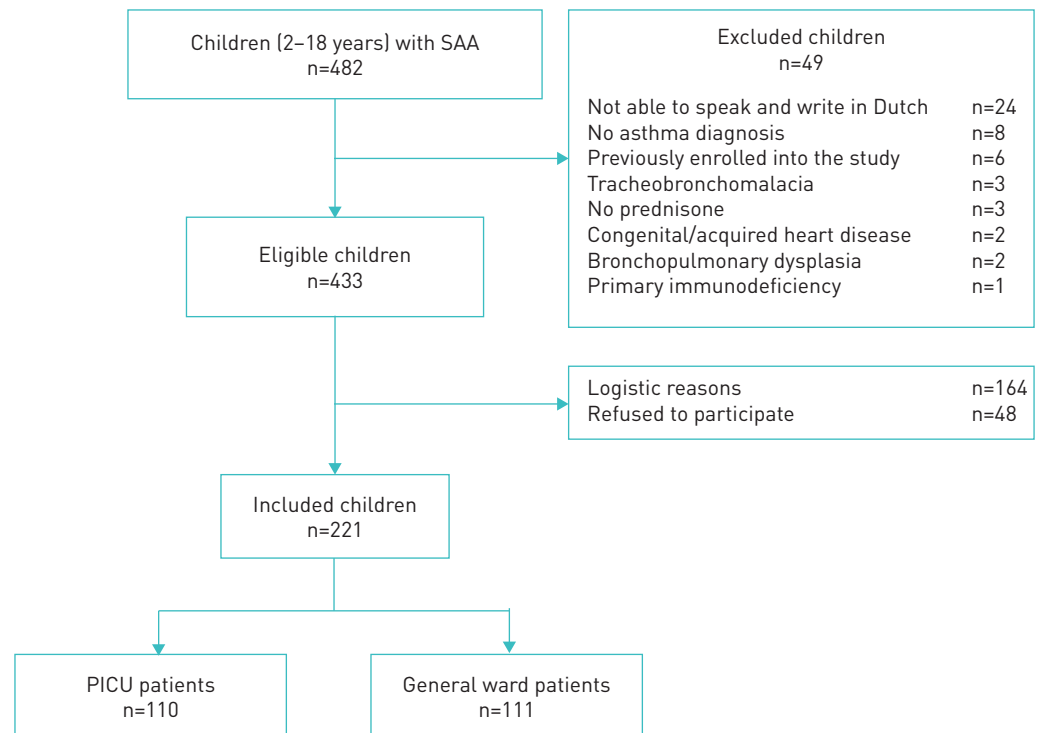 Children (2–18 years) with SAA
n=482
Excluded children
n=49
Not able to speak and write in Dutch n=24
No asthma diagnosis n=8
Previously enrolled into the study n=6
Tracheobronchomalacia n=3
No prednisone n=3
Congenital/acquired heart disease n=2
Bronchopulmonary dysplasia n=2
Primary immunodeficiency n=1
Eligible children
n=433
Logistic reasons n=164
Refused to participate n=48
Included children
n=221
PICU patients
n=110
General ward patients
n=111